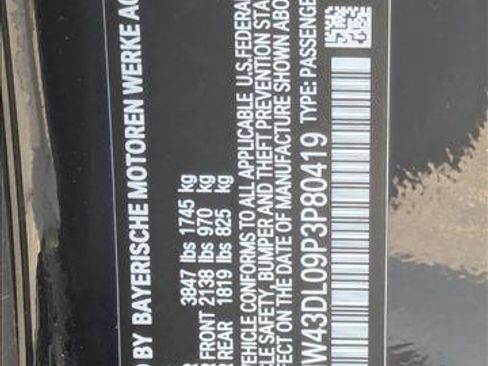 D BY BAYERISCHE MOTOREN WERKE AG
3847 lbs 1745 kg
FRONT 2138 lbs 970 kg
REAR 1819 lbs 825 kg
VEHICLE CONFORMS TO ALL APPLICABLE U.S. FEDERAL
CLE SAFETY, BUMPER AND THEFT PREVENTION STA
FFECT ON THE DATE OF MANUFACTURE SHOWN ABO
W43DL09P3P80419 TYPE: PASSENGE